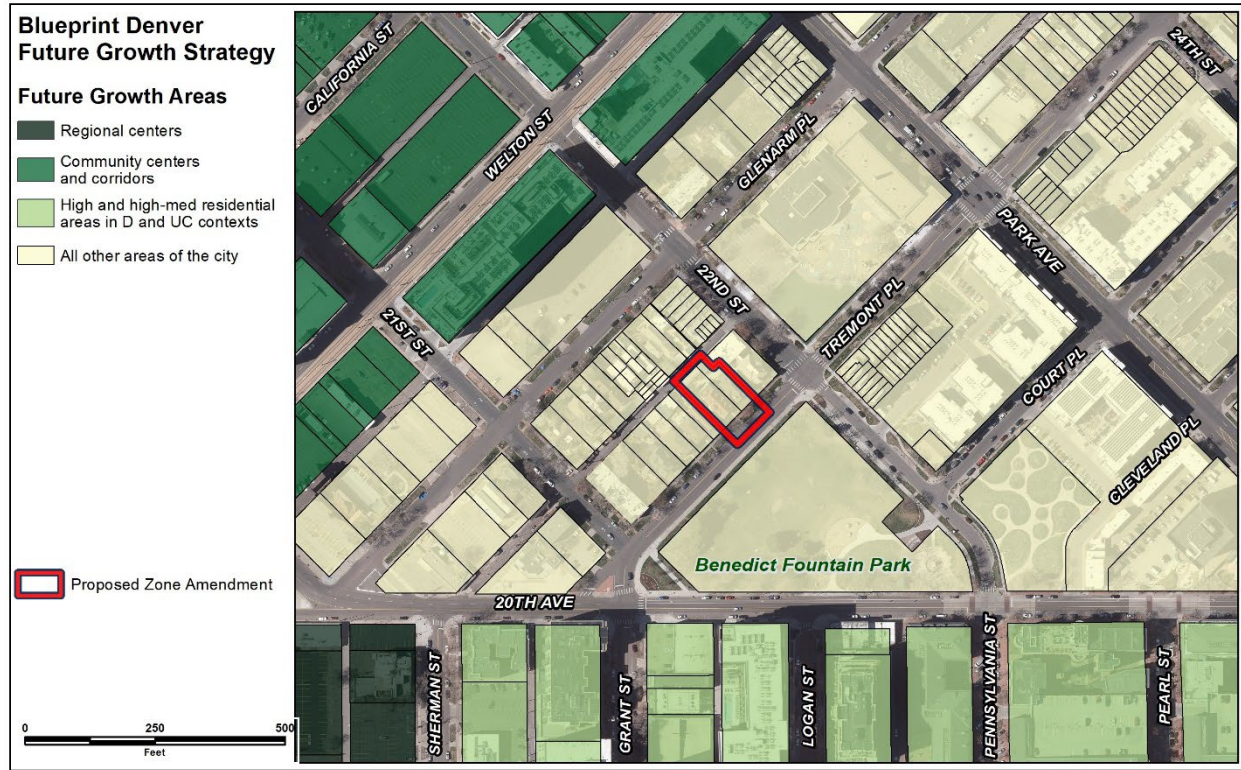 Blueprint Denver
Future Growth Strategy
Future Growth Areas
Regional centers
Community centers
and corridors
High and high-med residential
areas in D and UC contexts
All other areas of the city
Proposed Zone Amendment
0 250 500
Feet
CALIFORNIA ST
WELTON ST
GLENARM PL
24TH ST
PARK AVE
22ND ST
TREMONT PL
21ST ST
COURT PL
CLEVELAND PL
Benedict Fountain Park
20TH AVE
SHERMAN ST
GRANT ST
LOGAN ST
PENNSYLVANIA ST
PEARL ST